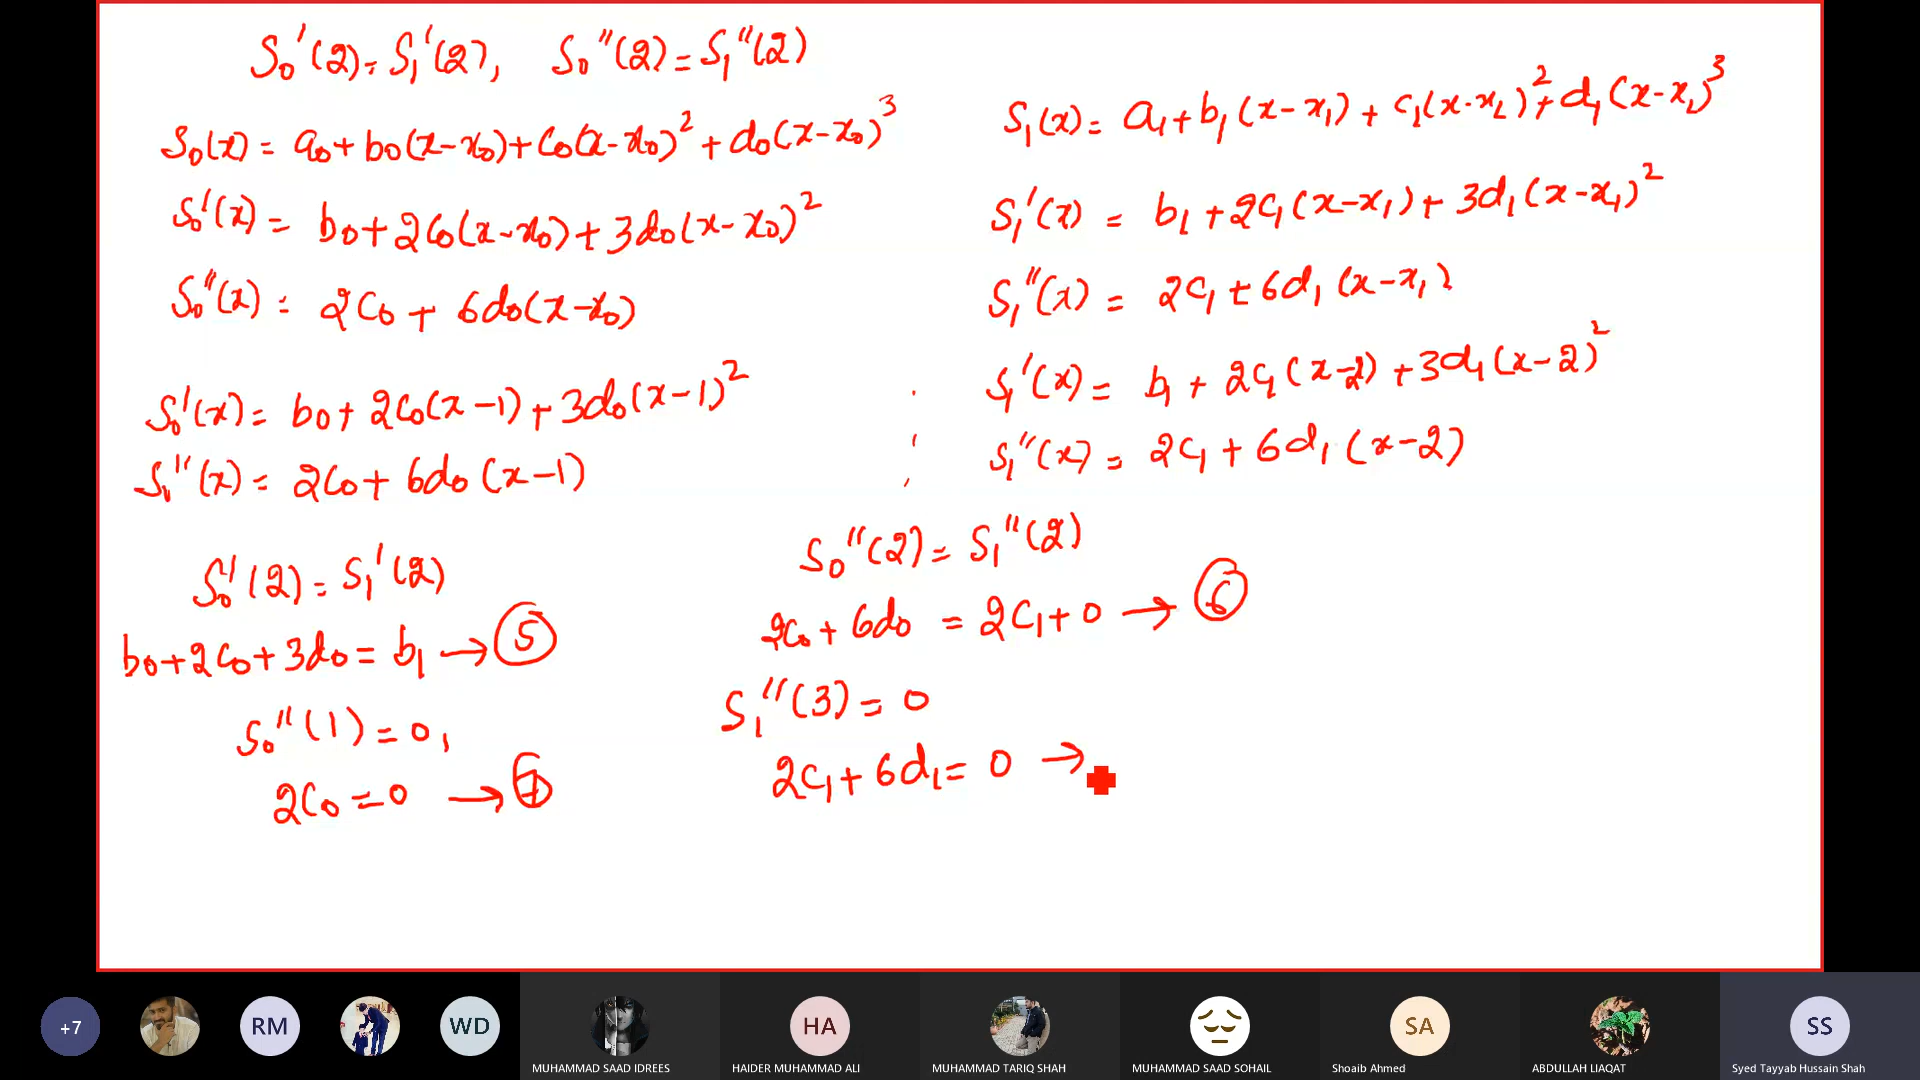 S₀'(2) = S₁'(2), S₀''(2) = S₁''(2)
S₀(x) = a₀ + b₀(x-x₀) + c₀(x-x₀)² + d₀(x-x₀)³
S₀'(x) = b₀ + 2c₀(x-x₀) + 3d₀(x-x₀)²
S₀''(x) = 2c₀ + 6d₀(x-x₀)
S₀'(x) = b₀ + 2c₀(x-1) + 3d₀(x-1)²
S₀''(x) = 2c₀ + 6d₀(x-1)
S₀'(2) = S₁'(2)
b₀ + 2c₀ + 3d₀ = b₁ → ⑤
S₀''(1) = 0,
2c₀ = 0 → ⑦
S₁(x) = a₁ + b₁(x-x₁) + c₁(x-x₁)² + d₁(x-x₁)³
S₁'(x) = b₁ + 2c₁(x-x₁) + 3d₁(x-x₁)²
S₁''(x) = 2c₁ + 6d₁(x-x₁)
S₁'(x) = b₁ + 2c₁(x-2) + 3d₁(x-2)²
S₁''(x) = 2c₁ + 6d₁(x-2)
S₀''(2) = S₁''(2)
2c₀ + 6d₀ = 2c₁ + 0 → ⑥
S₁''(3) = 0
2c₁ + 6d₁ = 0 →
+7
RM
WD
HA
SA
SS
MUHAMMAD SAAD IDREES
HAIDER MUHAMMAD ALI
MUHAMMAD TARIQ SHAH
MUHAMMAD SAAD SOHAIL
Shoaib Ahmed
ABDULLAH LIAQAT
Syed Tayyab Hussain Shah